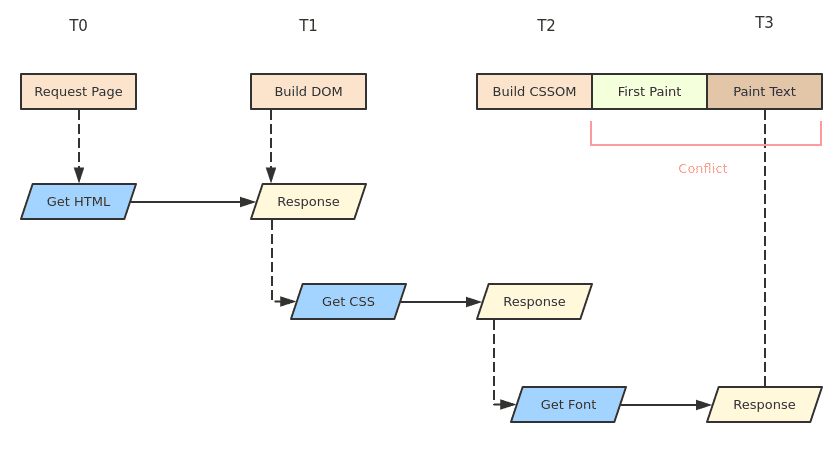 T0
T1
T2
T3
Request Page
Build DOM
Build CSSOM
First Paint
Paint Text
Conflict
Get HTML
Response
Get CSS
Response
Get Font
Response